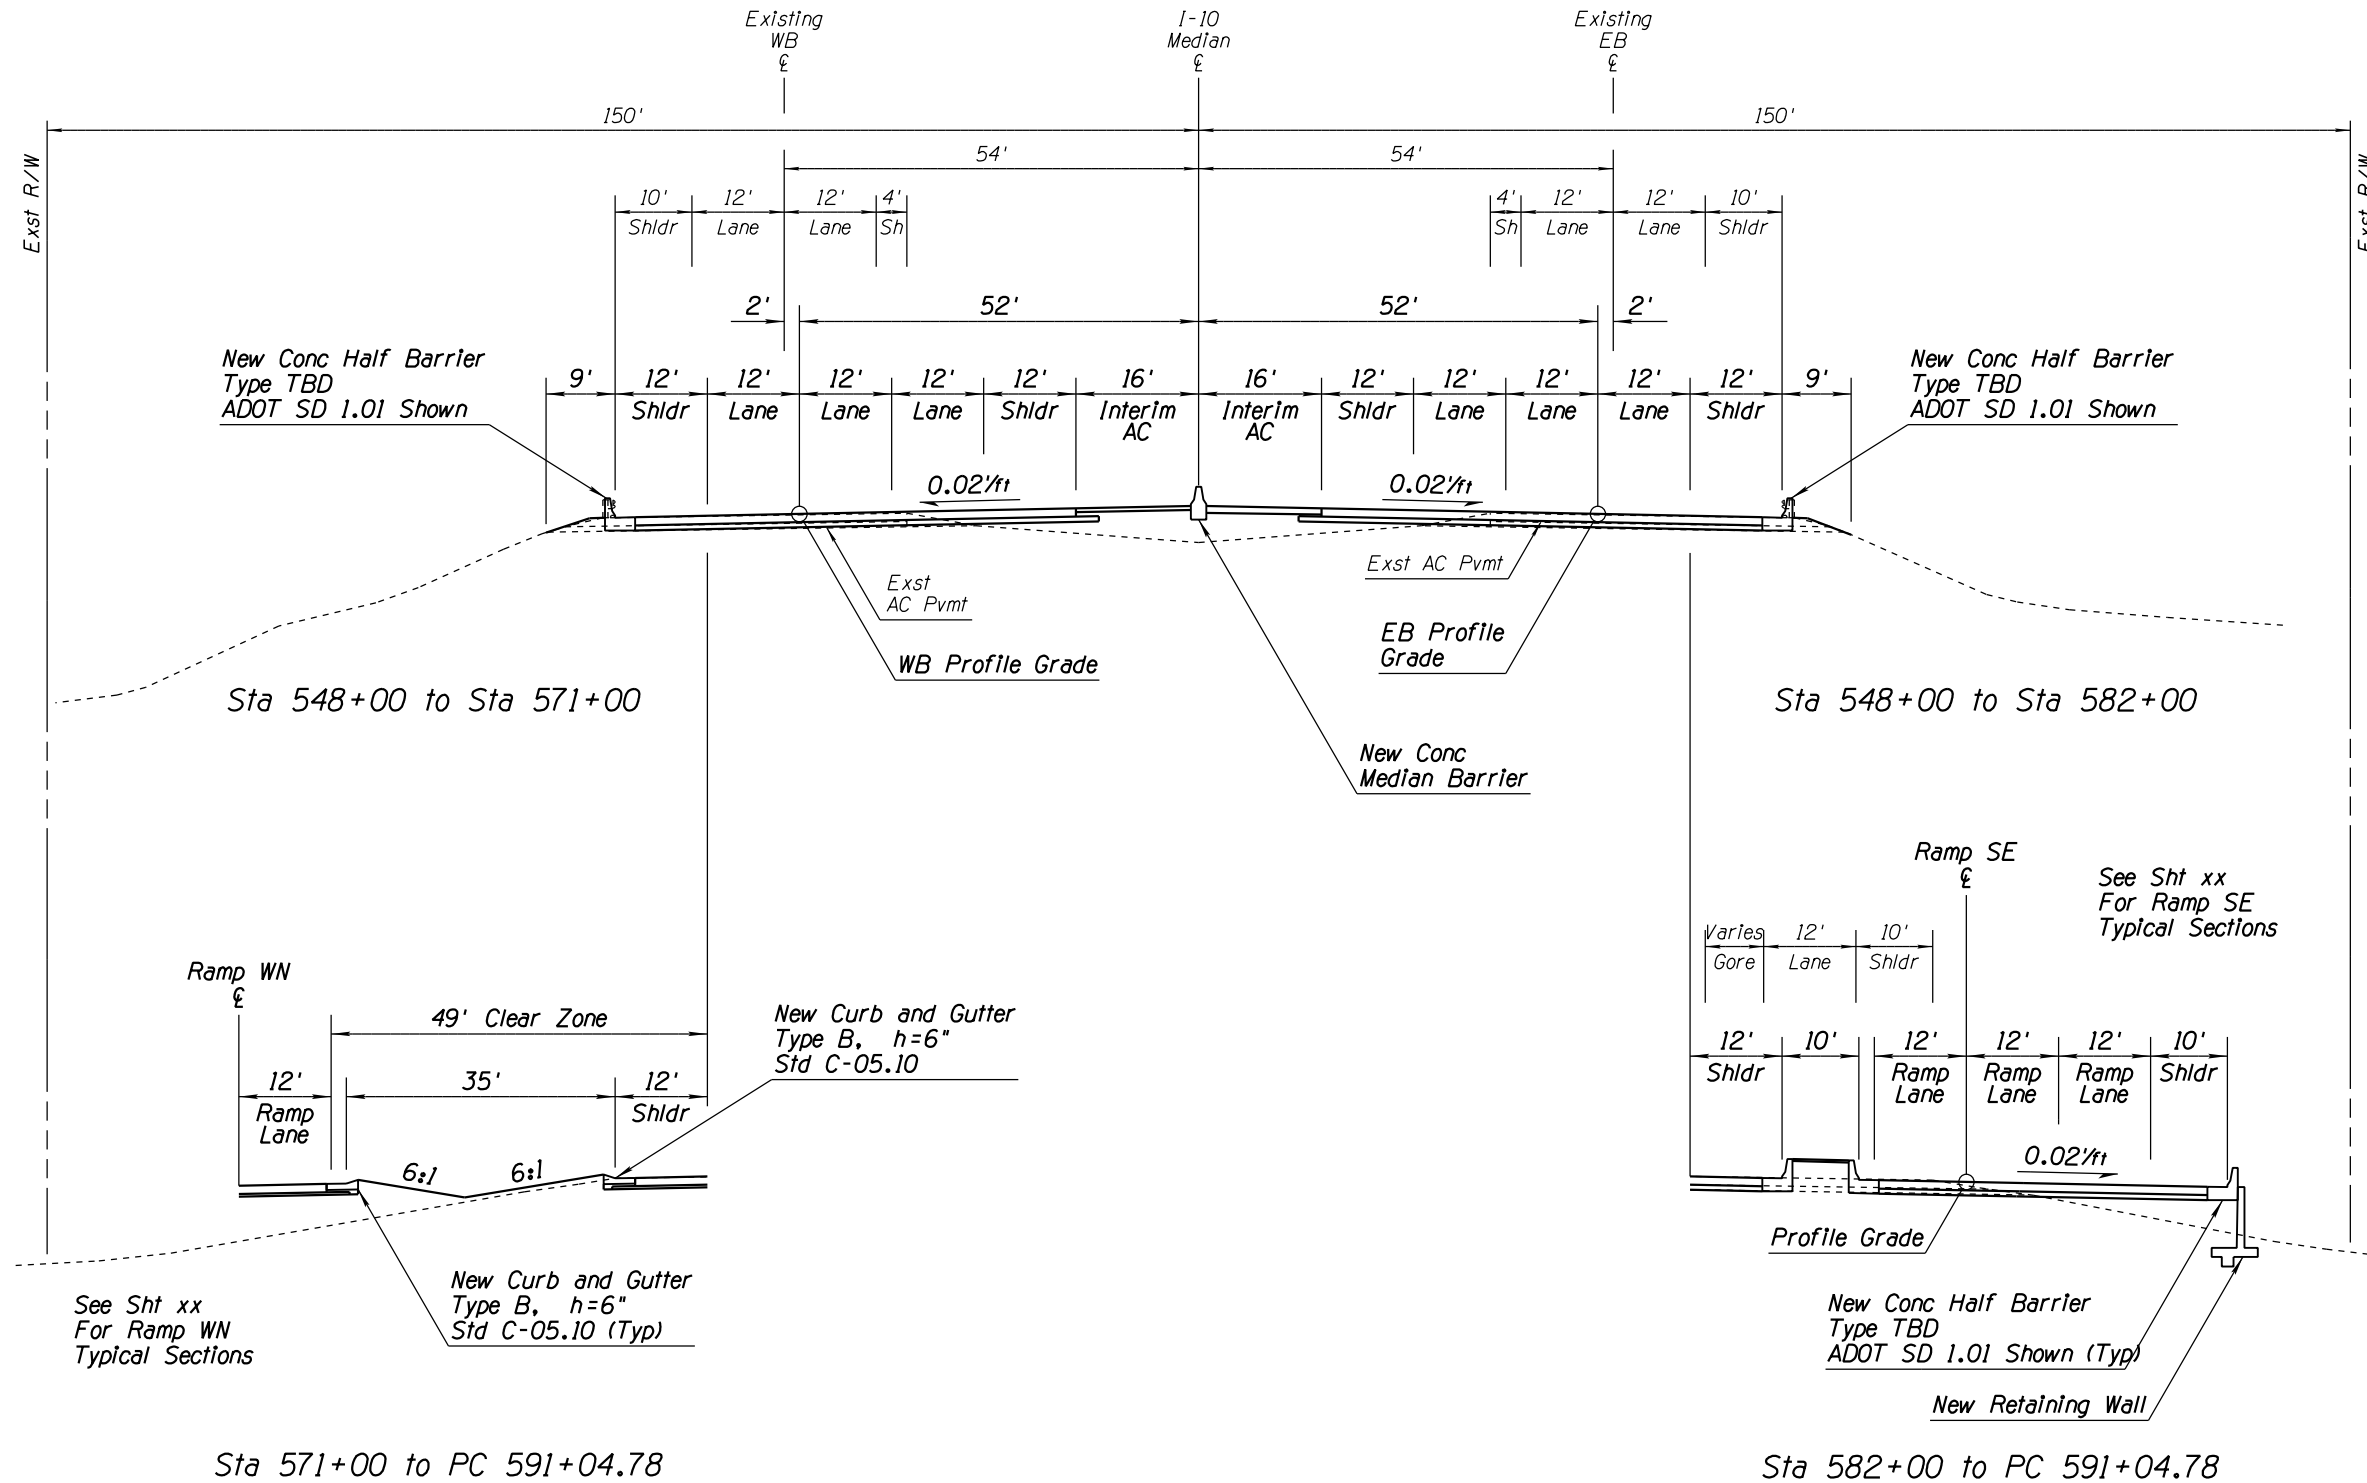 Existing
WB
℄
I-10
Median
℄
Existing
EB
℄
150'
150'
Exst R/W
Exst R/W
54'
54'
10'
12'
12'
4'
Shldr
Lane
Lane
Sh
4'
12'
12'
10'
Sh
Lane
Lane
Shldr
2'
52'
52'
2'
New Conc Half Barrier
Type TBD
ADOT SD 1.01 Shown
New Conc Half Barrier
Type TBD
ADOT SD 1.01 Shown
9'
12'
12'
12'
12'
12'
16'
16'
12'
12'
12'
12'
12'
9'
Shldr
Lane
Lane
Lane
Shldr
Interim
AC
Interim
AC
Shldr
Lane
Lane
Lane
Shldr
0.02'/ft
0.02'/ft
Exst
AC Pvmt
Exst AC Pvmt
WB Profile Grade
EB Profile
Grade
Sta 548+00 to Sta 571+00
Sta 548+00 to Sta 582+00
New Conc
Median Barrier
Ramp SE
℄
See Sht xx
For Ramp SE
Typical Sections
Varies
12'
10'
Gore
Lane
Shldr
Ramp WN
℄
49' Clear Zone
New Curb and Gutter
Type B, h=6"
Std C-05.10
12'
35'
12'
Ramp
Lane
Shldr
12'
10'
12'
12'
12'
10'
Shldr
Ramp
Lane
Ramp
Lane
Ramp
Lane
Shldr
6:1
6:1
0.02'/ft
Profile Grade
New Curb and Gutter
Type B, h=6"
Std C-05.10 (Typ)
See Sht xx
For Ramp WN
Typical Sections
New Conc Half Barrier
Type TBD
ADOT SD 1.01 Shown (Typ)
New Retaining Wall
Sta 571+00 to PC 591+04.78
Sta 582+00 to PC 591+04.78